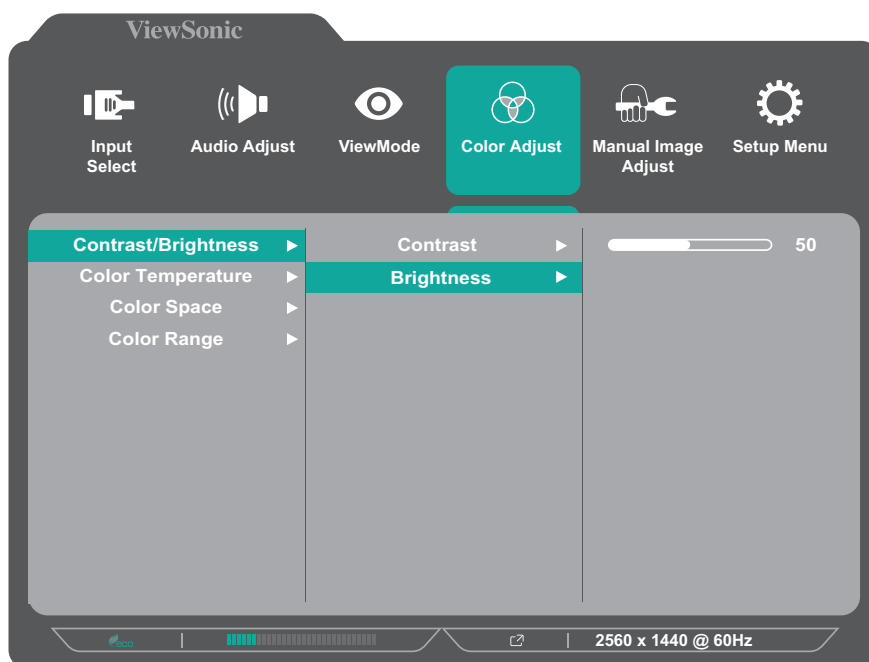 ViewSonic
Input Select
Audio Adjust
ViewMode
Color Adjust
Manual Image Adjust
Setup Menu
Contrast/Brightness
Contrast
50
Color Temperature
Brightness
Color Space
Color Range
eco
2560 x 1440 @ 60Hz